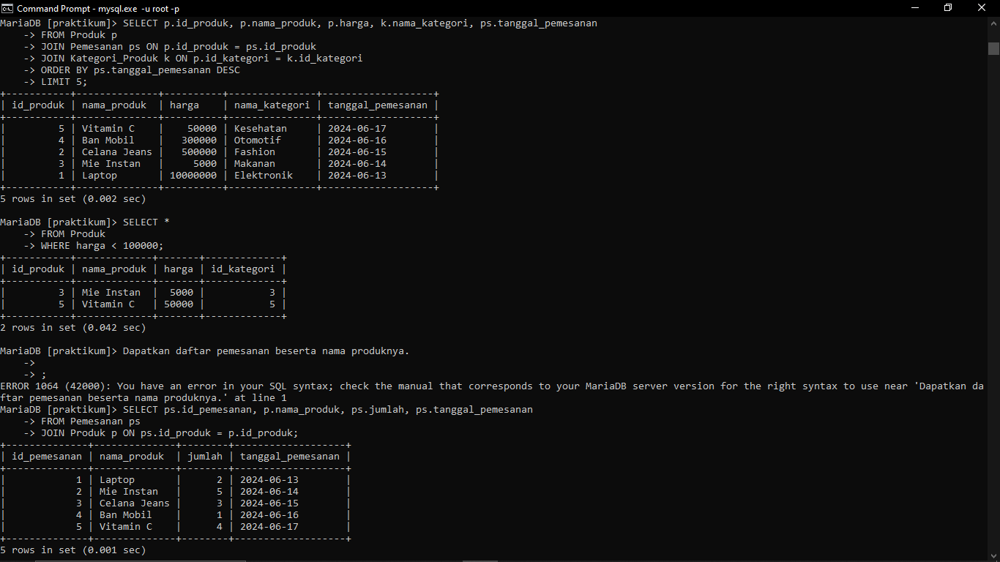 Command Prompt - mysql.exe -u root -p
MariaDB [praktikum]> SELECT p.id_produk, p.nama_produk, p.harga, k.nama_kategori, ps.tanggal_pemesanan
    -> FROM Produk p
    -> JOIN Pemesanan ps ON p.id_produk = ps.id_produk
    -> JOIN Kategori_Produk k ON p.id_kategori = k.id_kategori
    -> ORDER BY ps.tanggal_pemesanan DESC
    -> LIMIT 5;
+-----------+--------------+----------+---------------+-------------------+
| id_produk | nama_produk  | harga    | nama_kategori | tanggal_pemesanan |
+-----------+--------------+----------+---------------+-------------------+
|         5 | Vitamin C    |    50000 | Kesehatan     | 2024-06-17        |
|         4 | Ban Mobil    |   300000 | Otomotif      | 2024-06-16        |
|         2 | Celana Jeans |   500000 | Fashion       | 2024-06-15        |
|         3 | Mie Instan   |     5000 | Makanan       | 2024-06-14        |
|         1 | Laptop       | 10000000 | Elektronik    | 2024-06-13        |
+-----------+--------------+----------+---------------+-------------------+
5 rows in set (0.002 sec)
MariaDB [praktikum]> SELECT *
    -> FROM Produk
    -> WHERE harga < 100000;
+-----------+-------------+-------+-------------+
| id_produk | nama_produk | harga | id_kategori |
+-----------+-------------+-------+-------------+
|         3 | Mie Instan  |  5000 |           3 |
|         5 | Vitamin C   | 50000 |           5 |
+-----------+-------------+-------+-------------+
2 rows in set (0.042 sec)
MariaDB [praktikum]> Dapatkan daftar pemesanan beserta nama produknya.
    ->
    -> ;
ERROR 1064 (42000): You have an error in your SQL syntax; check the manual that corresponds to your MariaDB server version for the right syntax to use near 'Dapatkan da
ftar pemesanan beserta nama produknya.' at line 1
MariaDB [praktikum]> SELECT ps.id_pemesanan, p.nama_produk, ps.jumlah, ps.tanggal_pemesanan
    -> FROM Pemesanan ps
    -> JOIN Produk p ON ps.id_produk = p.id_produk;
+--------------+--------------+--------+-------------------+
| id_pemesanan | nama_produk  | jumlah | tanggal_pemesanan |
+--------------+--------------+--------+-------------------+
|            1 | Laptop       |      2 | 2024-06-13        |
|            2 | Mie Instan   |      5 | 2024-06-14        |
|            3 | Celana Jeans |      3 | 2024-06-15        |
|            4 | Ban Mobil    |      1 | 2024-06-16        |
|            5 | Vitamin C    |      4 | 2024-06-17        |
+--------------+--------------+--------+-------------------+
5 rows in set (0.001 sec)